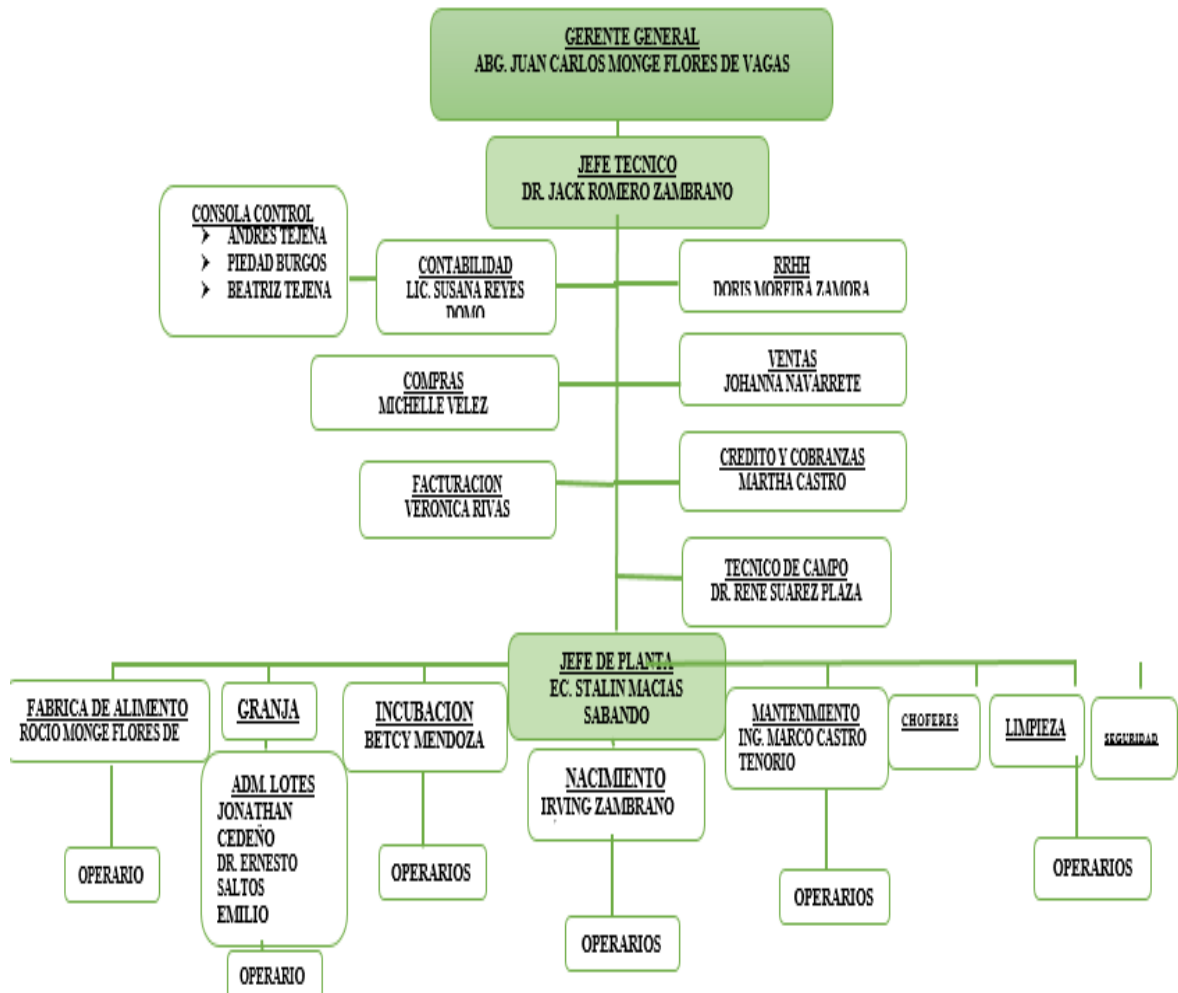 GERENTE GENERAL
ABG. JUAN CARLOS MONGE FLORES DE VAGAS
JEFE TECNICO
DR. JACK ROMERO ZAMBRANO
CONSOLA CONTROL
➤ ANDRES TEJENA
➤ PIEDAD BURGOS
➤ BEATRIZ TEJENA
CONTABILIDAD
LIC. SUSANA REYES
DOMO
RRHH
DORIS MOREIRA ZAMORA
COMPRAS
MICHELLE VELEZ
VENTAS
JOHANNA NAVARRETE
FACTURACION
VERONICA RIVAS
CREDITO Y COBRANZAS
MARTHA CASTRO
TECNICO DE CAMPO
DR. RENE SUAREZ PLAZA
JEFE DE PLANTA
EC. STALIN MACIAS
SABANDO
FABRICA DE ALIMENTO
ROCIO MONGE FLORES DE
OPERARIO
GRANJA
ADM. LOTES
JONATHAN
CEDEÑO
DR. ERNESTO
SALTOS
EMILIO
OPERARIO
INCUBACION
BETCY MENDOZA
OPERARIOS
NACIMIENTO
IRVING ZAMBRANO
OPERARIOS
MANTENIMIENTO
ING. MARCO CASTRO
TENORIO
OPERARIOS
CHOFERES
LIMPIEZA
OPERARIOS
SEGURIDAD